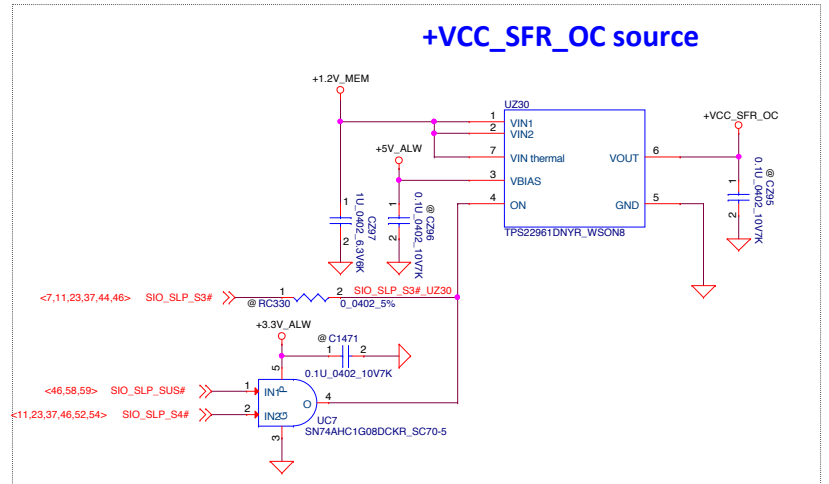 +VCC_SFR_OC source
+1.2V_MEM
UZ30
+VCC_SFR_OC
1 VIN1
2 VIN2
7 VIN thermal
VOUT 6
+5V_ALW
3 VBIAS
4 ON
GND 5
TPS22961DNYR_WSON8
1
2
CZ97
1U_0402_6.3V6K
1
2
@ CZ96
0.1U_0402_10V7K
1
2
@ CZ95
0.1U_0402_10V7K
<7,11,23,37,44,46> SIO_SLP_S3#
1 2
@ RC330
0_0402_5%
SIO_SLP_S3#_UZ30
+3.3V_ALW
@ C1471
1 2
0.1U_0402_10V7K
5
<46,58,59> SIO_SLP_SUS#
1 IN1 P
O 4
<11,23,37,46,52,54> SIO_SLP_S4#
2 IN2 G
3
UC7
SN74AHC1G08DCKR_SC70-5